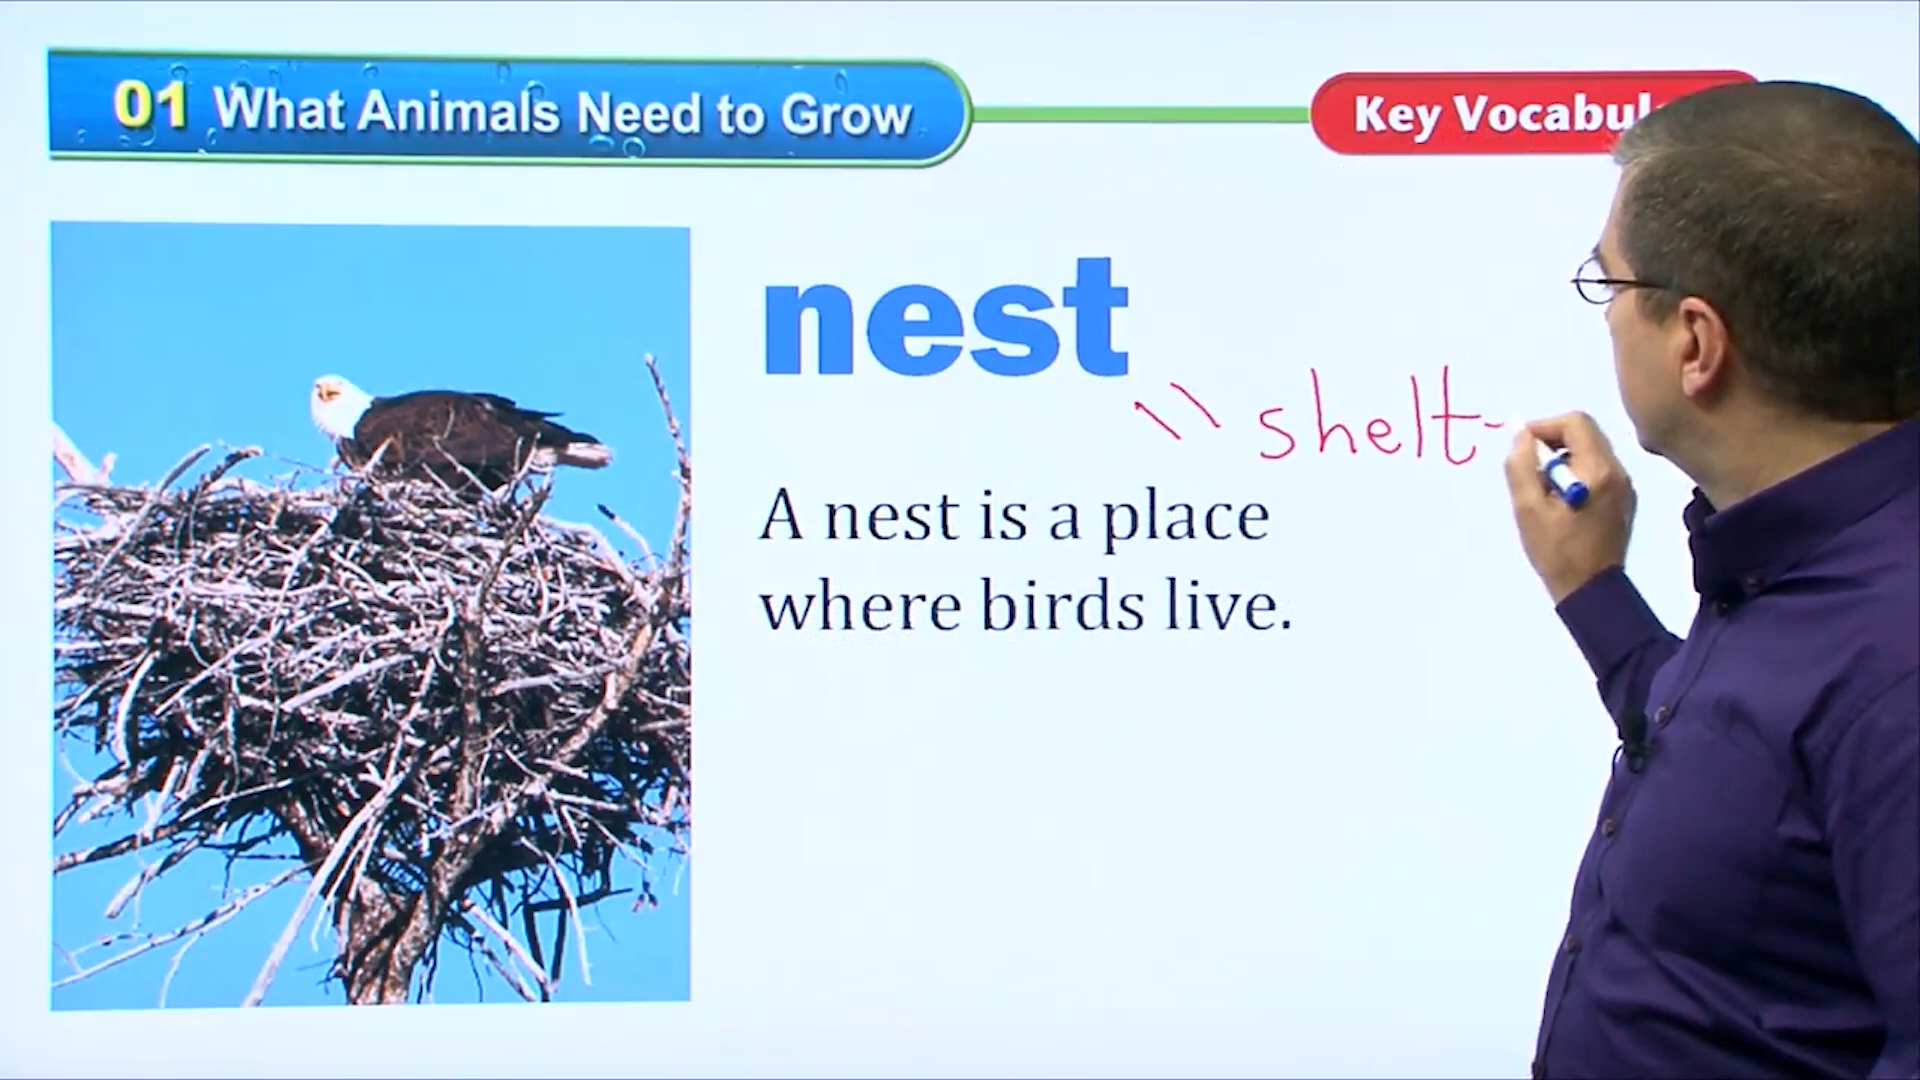 01 What Animals Need to Grow
Key Vocabul
nest
" shelt
A nest is a place
where birds live.